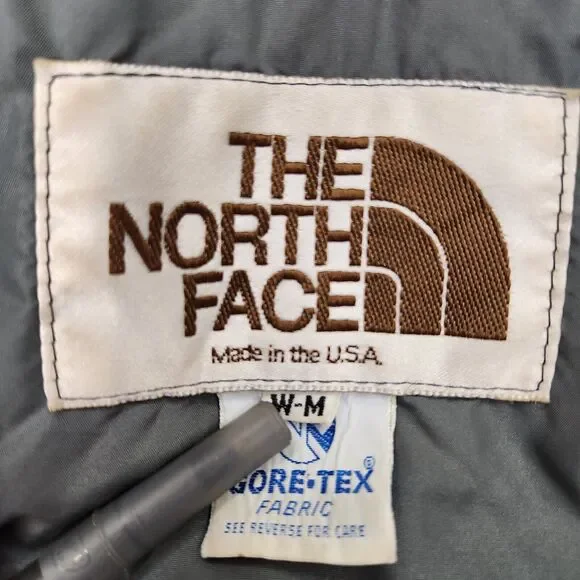 THE
NORTH
FACE
Made in the U.S.A.
W-M
GORE-TEX®
FABRIC
SEE REVERSE FOR CARE